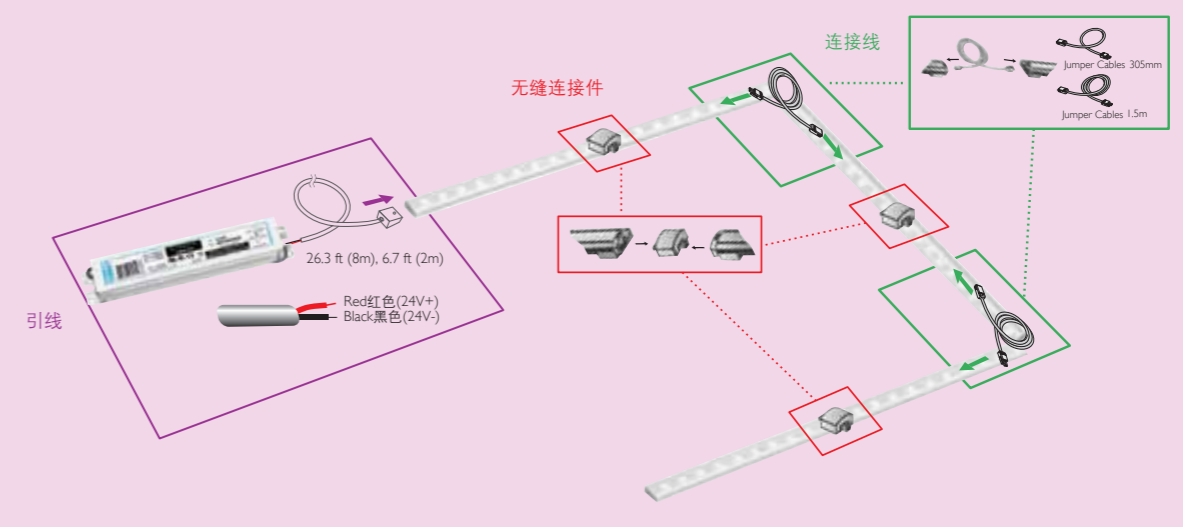 连接线
Jumper Cables 305mm
Jumper Cables 1.5m
无缝连接件
26.3 ft (8m), 6.7 ft (2m)
Red红色(24V+)
Black黑色(24V-)
引线